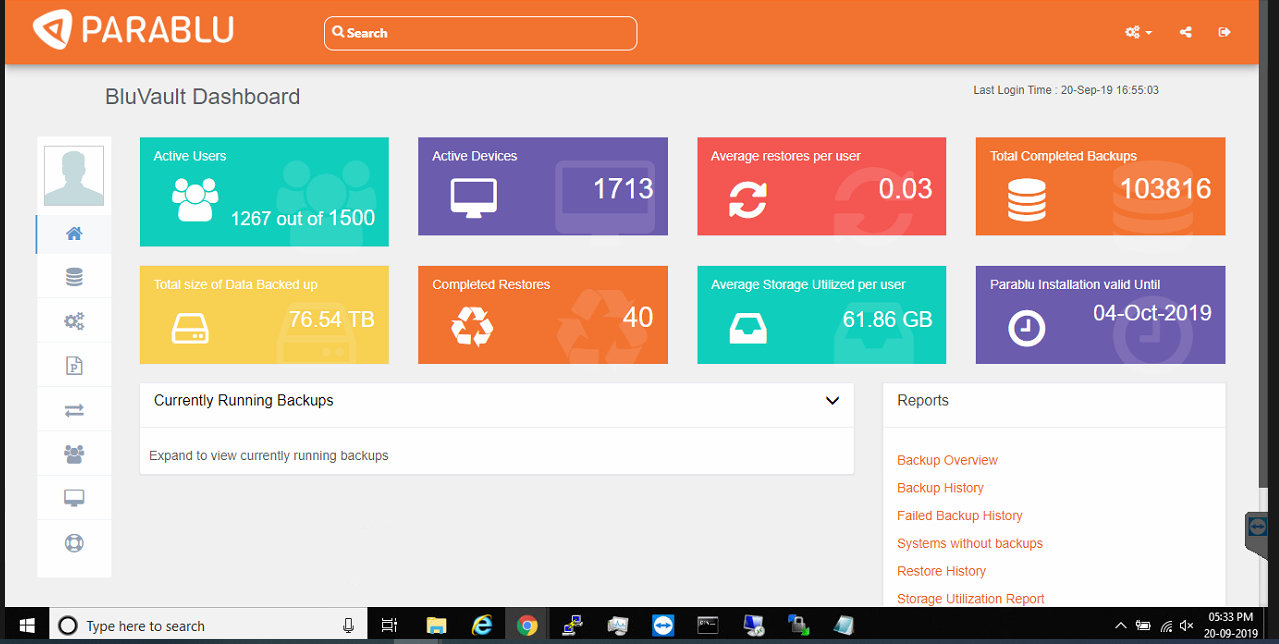 PARABLU
Search
BluVault Dashboard
Last Login Time : 20-Sep-19 16:55:03
Active Users
1267 out of 1500
Active Devices
1713
Average restores per user
0.03
Total Completed Backups
103816
Total size of Data Backed up
76.54 TB
Completed Restores
40
Average Storage Utilized per user
61.86 GB
Parablu Installation valid Until
04-Oct-2019
Currently Running Backups
Expand to view currently running backups
Reports
Backup Overview
Backup History
Failed Backup History
Systems without backups
Restore History
Storage Utilization Report
Type here to search
05:33 PM
20-09-2019